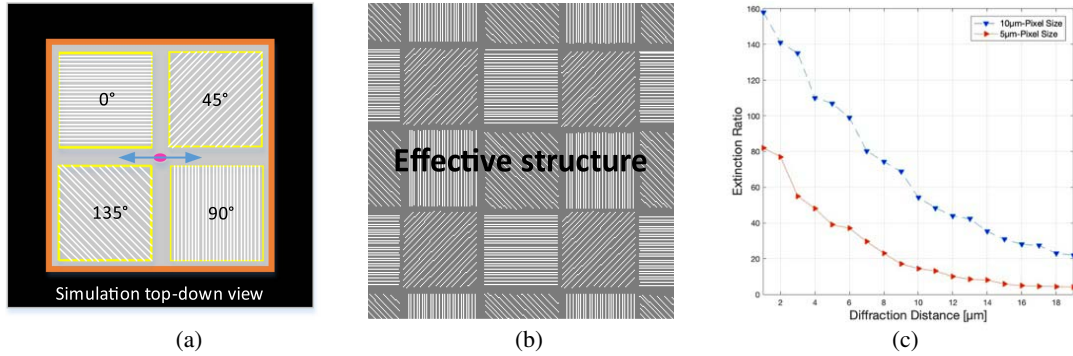 0°
45°
135°
90°
Simulation top-down view
(a)
Effective structure
(b)
160
140
120
100
80
60
40
20
0
Extinction Ratio
10μm-Pixel Size
5μm-Pixel Size
2
4
6
8
10
12
14
16
18
Diffraction Distance [μm]
(c)